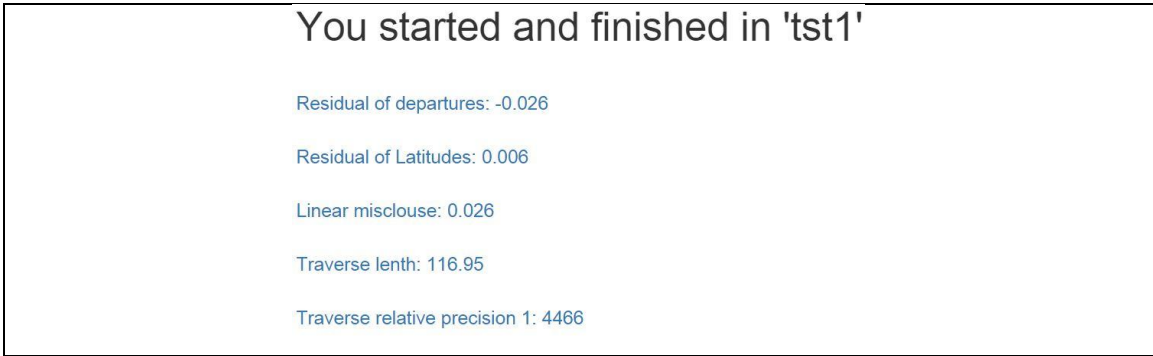 You started and finished in 'tst1'
Residual of departures: -0.026
Residual of Latitudes: 0.006
Linear misclouse: 0.026
Traverse lenth: 116.95
Traverse relative precision 1: 4466